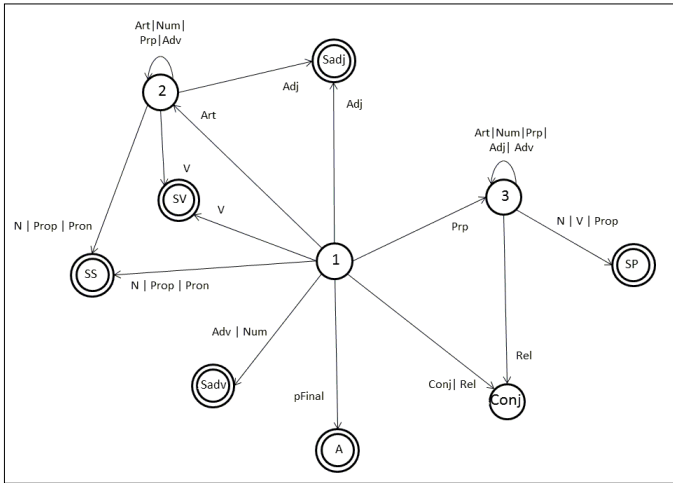 Art|Num|
Prp|Adv
Sadj
2
Adj
Adj
Art
Art|Num|Prp|
Adj| Adv
V
3
SV
V
N | Prop | Pron
Prp
N | V | Prop
1
SS
SP
N | Prop | Pron
Adv | Num
Rel
Sadv
pFinal
Conj| Rel
Conj
A